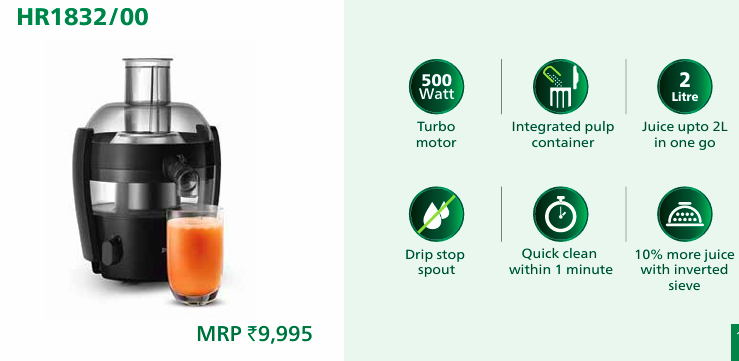 HR1832/00
500
Watt
Turbo
motor
Integrated pulp
container
2
Litre
Juice upto 2L
in one go
Drip stop
spout
Quick clean
within 1 minute
10% more juice
with inverted
sieve
MRP ₹9,995